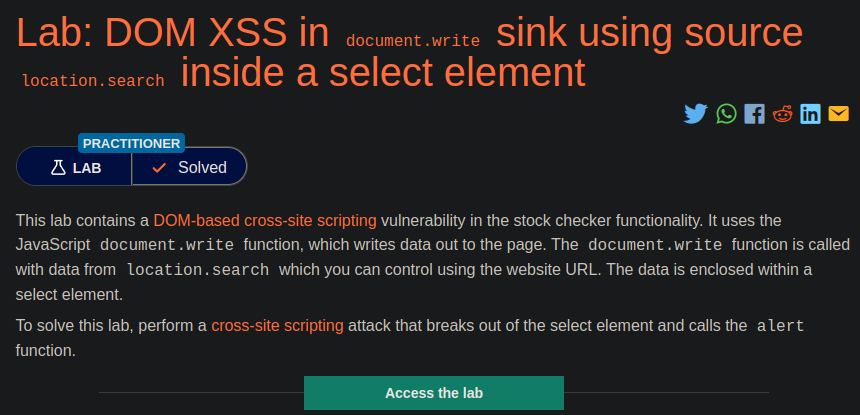 Lab: DOM XSS in document.write sink using source
location.search inside a select element
PRACTITIONER
LAB Solved
This lab contains a DOM-based cross-site scripting vulnerability in the stock checker functionality. It uses the
JavaScript document.write function, which writes data out to the page. The document.write function is called
with data from location.search which you can control using the website URL. The data is enclosed within a
select element.
To solve this lab, perform a cross-site scripting attack that breaks out of the select element and calls the alert
function.
Access the lab